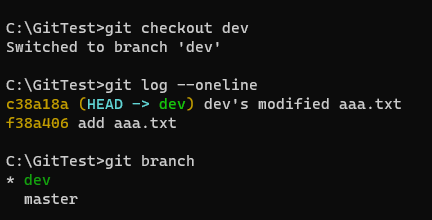 C:\GitTest>git checkout dev
Switched to branch 'dev'
C:\GitTest>git log --oneline
c38a18a (HEAD -> dev) dev's modified aaa.txt
f38a406 add aaa.txt
C:\GitTest>git branch
* dev
master